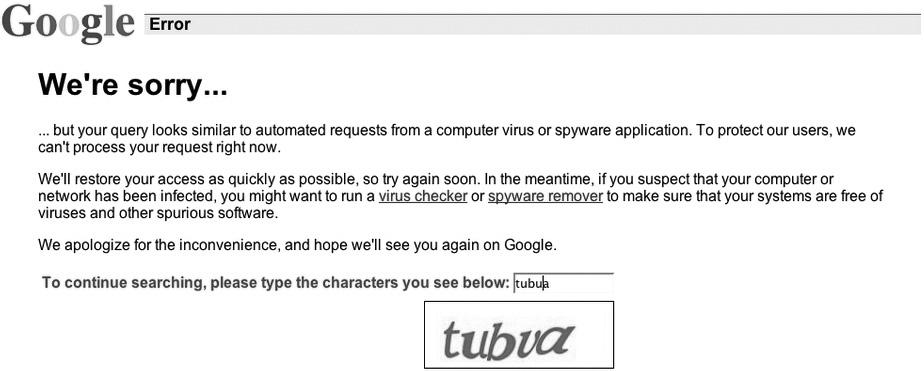 Google Error
We're sorry...
... but your query looks similar to automated requests from a computer virus or spyware application. To protect our users, we
can't process your request right now.
We'll restore your access as quickly as possible, so try again soon. In the meantime, if you suspect that your computer or
network has been infected, you might want to run a virus checker or spyware remover to make sure that your systems are free of
viruses and other spurious software.
We apologize for the inconvenience, and hope we'll see you again on Google.
To continue searching, please type the characters you see below: tubua
tubva